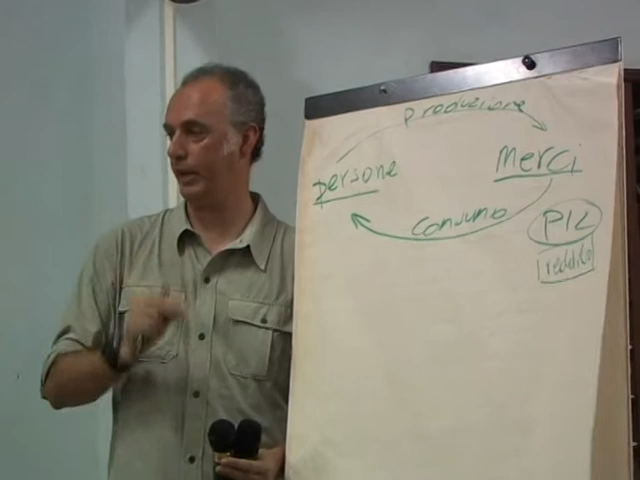 produzione
persone
Merci
consumo
PIL
reddito